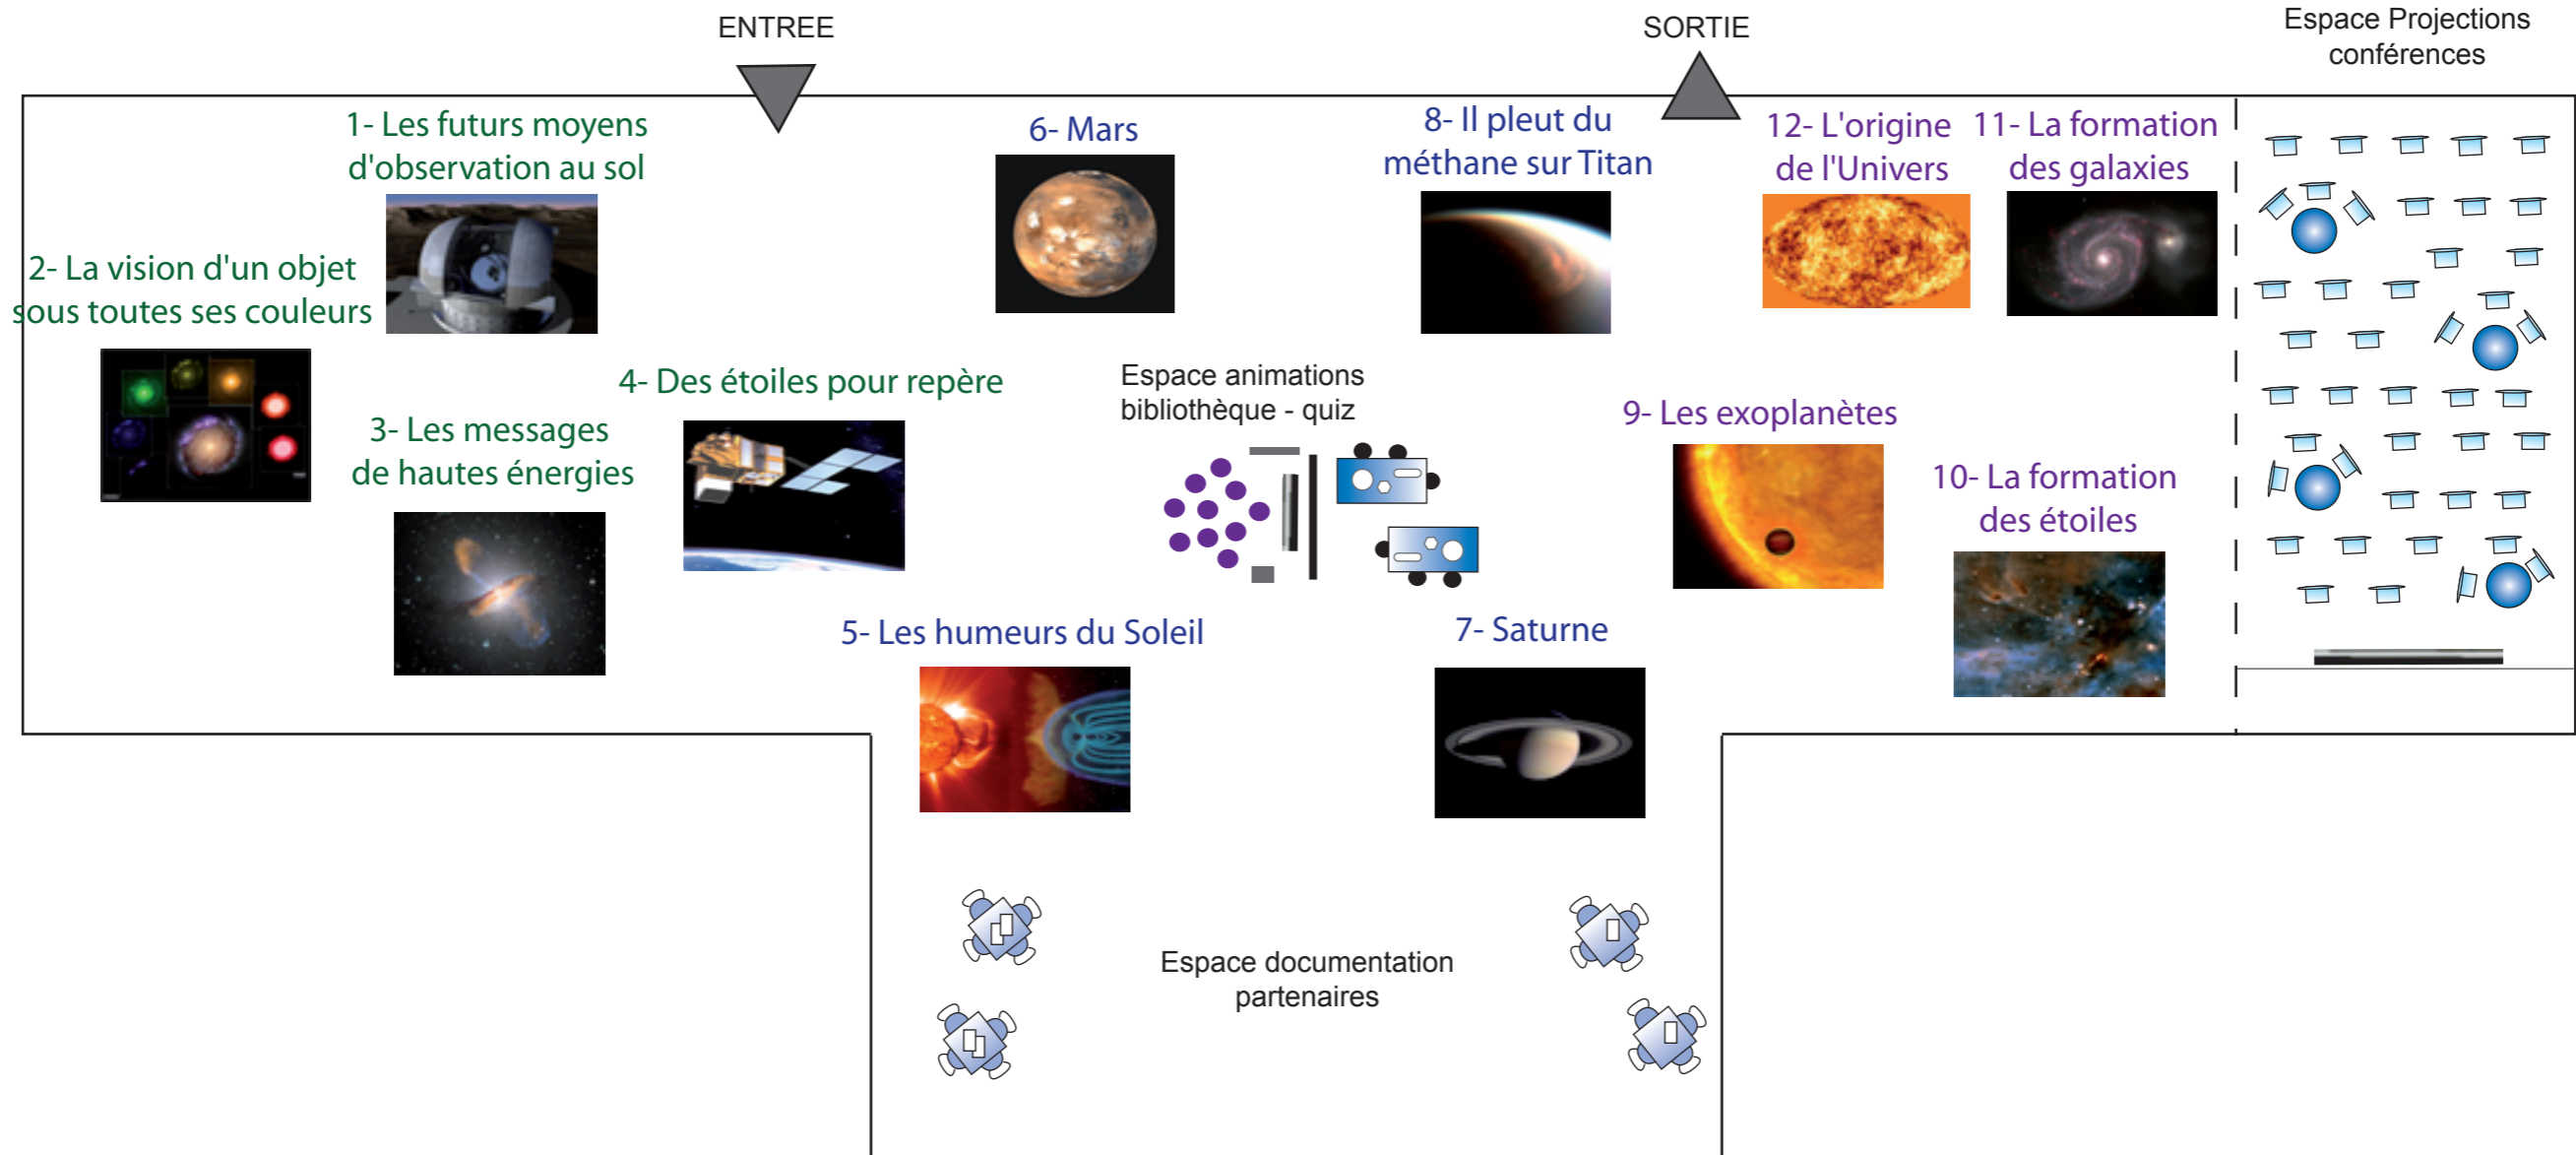 ENTREE
SORTIE
Espace Projections
conférences
1- Les futurs moyens
d'observation au sol
2- La vision d'un objet
sous toutes ses couleurs
3- Les messages
de hautes énergies
4- Des étoiles pour repère
5- Les humeurs du Soleil
6- Mars
7- Saturne
8- Il pleut du
méthane sur Titan
9- Les exoplanètes
10- La formation
des étoiles
11- La formation
des galaxies
12- L'origine
de l'Univers
Espace animations
bibliothèque - quiz
Espace documentation
partenaires